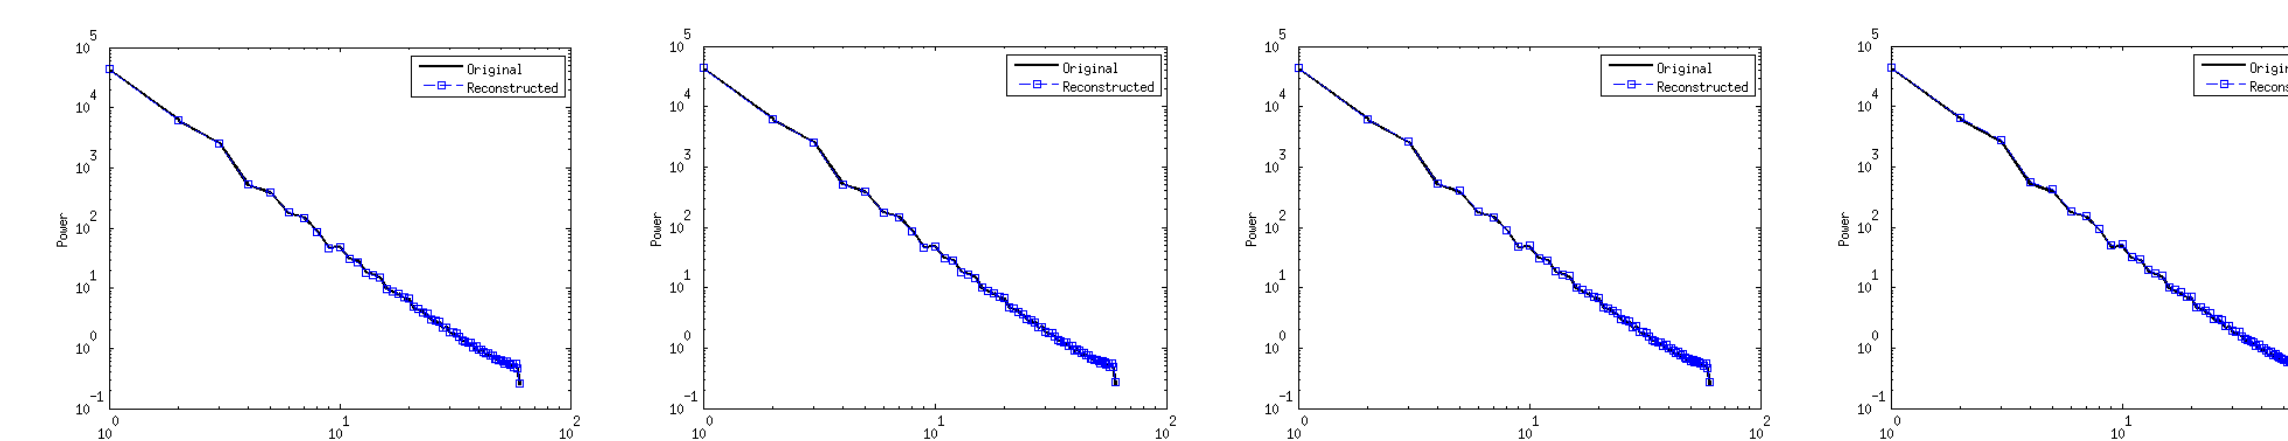 10^5 10^5 10^5 10^5
Original Original Original Origin
Reconstructed Reconstructed Reconstructed Recons
10^4 10^4 10^4 10^4
10^3 10^3 10^3 10^3
Power Power Power Power
10^2 10^2 10^2 10^2
10^1 10^1 10^1 10^1
10^0 10^0 10^0 10^0
10^-1 10^-1 10^-1 10^-1
10^0 10^1 10^2 10^0 10^1 10^2 10^0 10^1 10^2 10^0 10^1